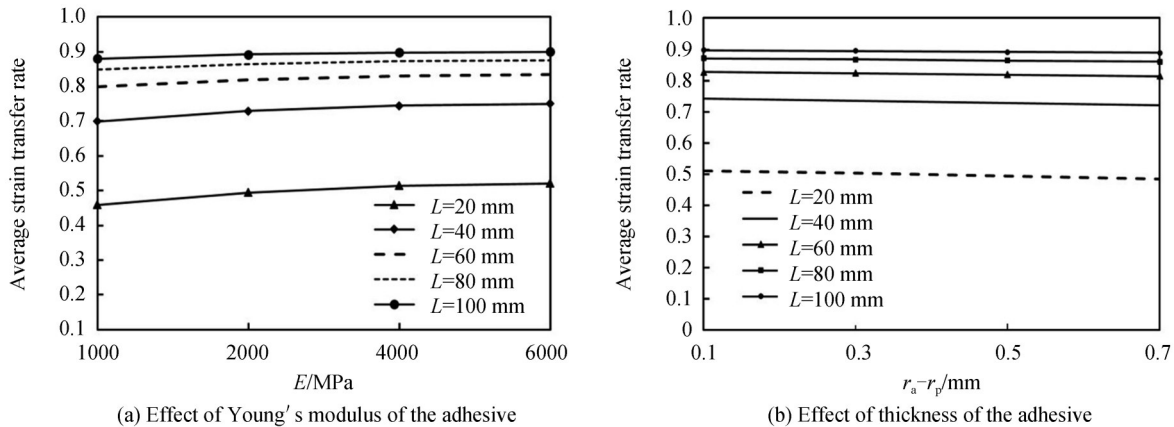 1.0
0.9
0.8
0.7
0.6
0.5
0.4
0.3
0.2
0.1
Average strain transfer rate
L=20 mm
L=40 mm
L=60 mm
L=80 mm
L=100 mm
1000
2000
4000
6000
E/MPa
(a) Effect of Young′s modulus of the adhesive
1.0
0.9
0.8
0.7
0.6
0.5
0.4
0.3
0.2
0.1
0
Average strain transfer rate
L=20 mm
L=40 mm
L=60 mm
L=80 mm
L=100 mm
0.1
0.3
0.5
0.7
rₐ−rₚ/mm
(b) Effect of thickness of the adhesive